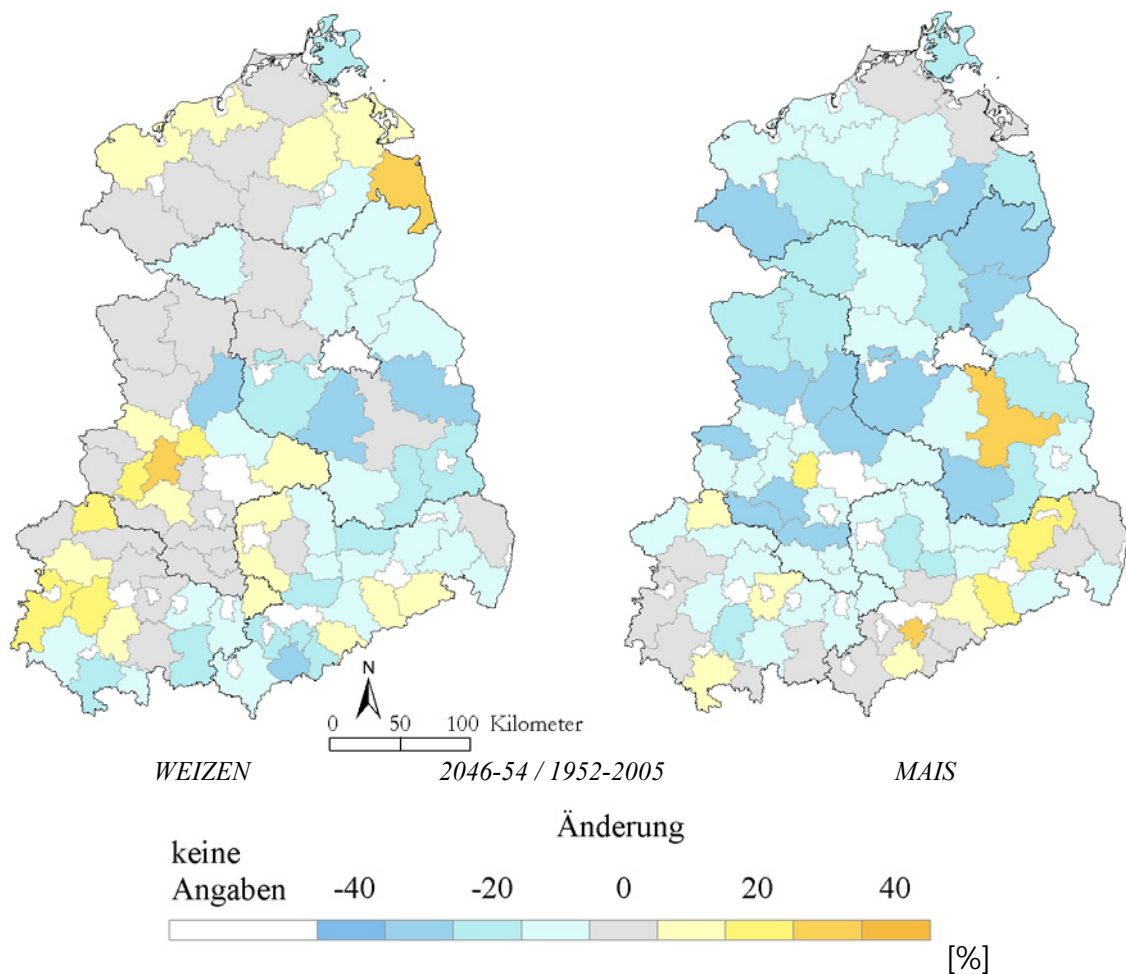 N
0 50 100 Kilometer
WEIZEN 2046-54 / 1952-2005 MAIS
Änderung
keine
Angaben -40 -20 0 20 40
[%]